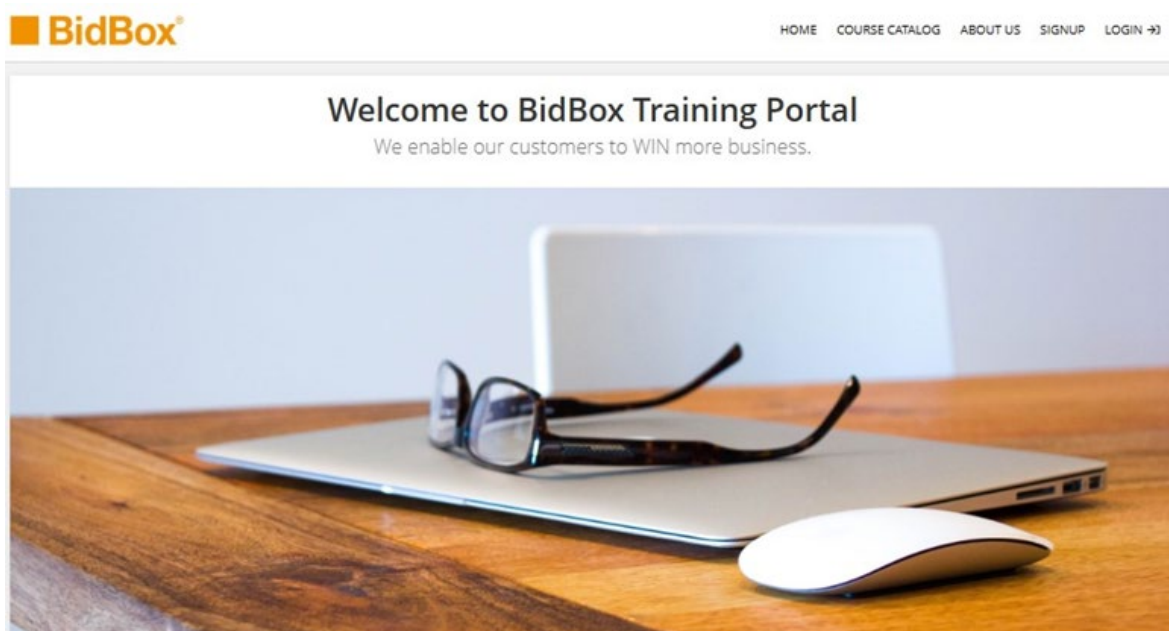 BidBox®
HOME COURSE CATALOG ABOUT US SIGNUP LOGIN
Welcome to BidBox Training Portal
We enable our customers to WIN more business.